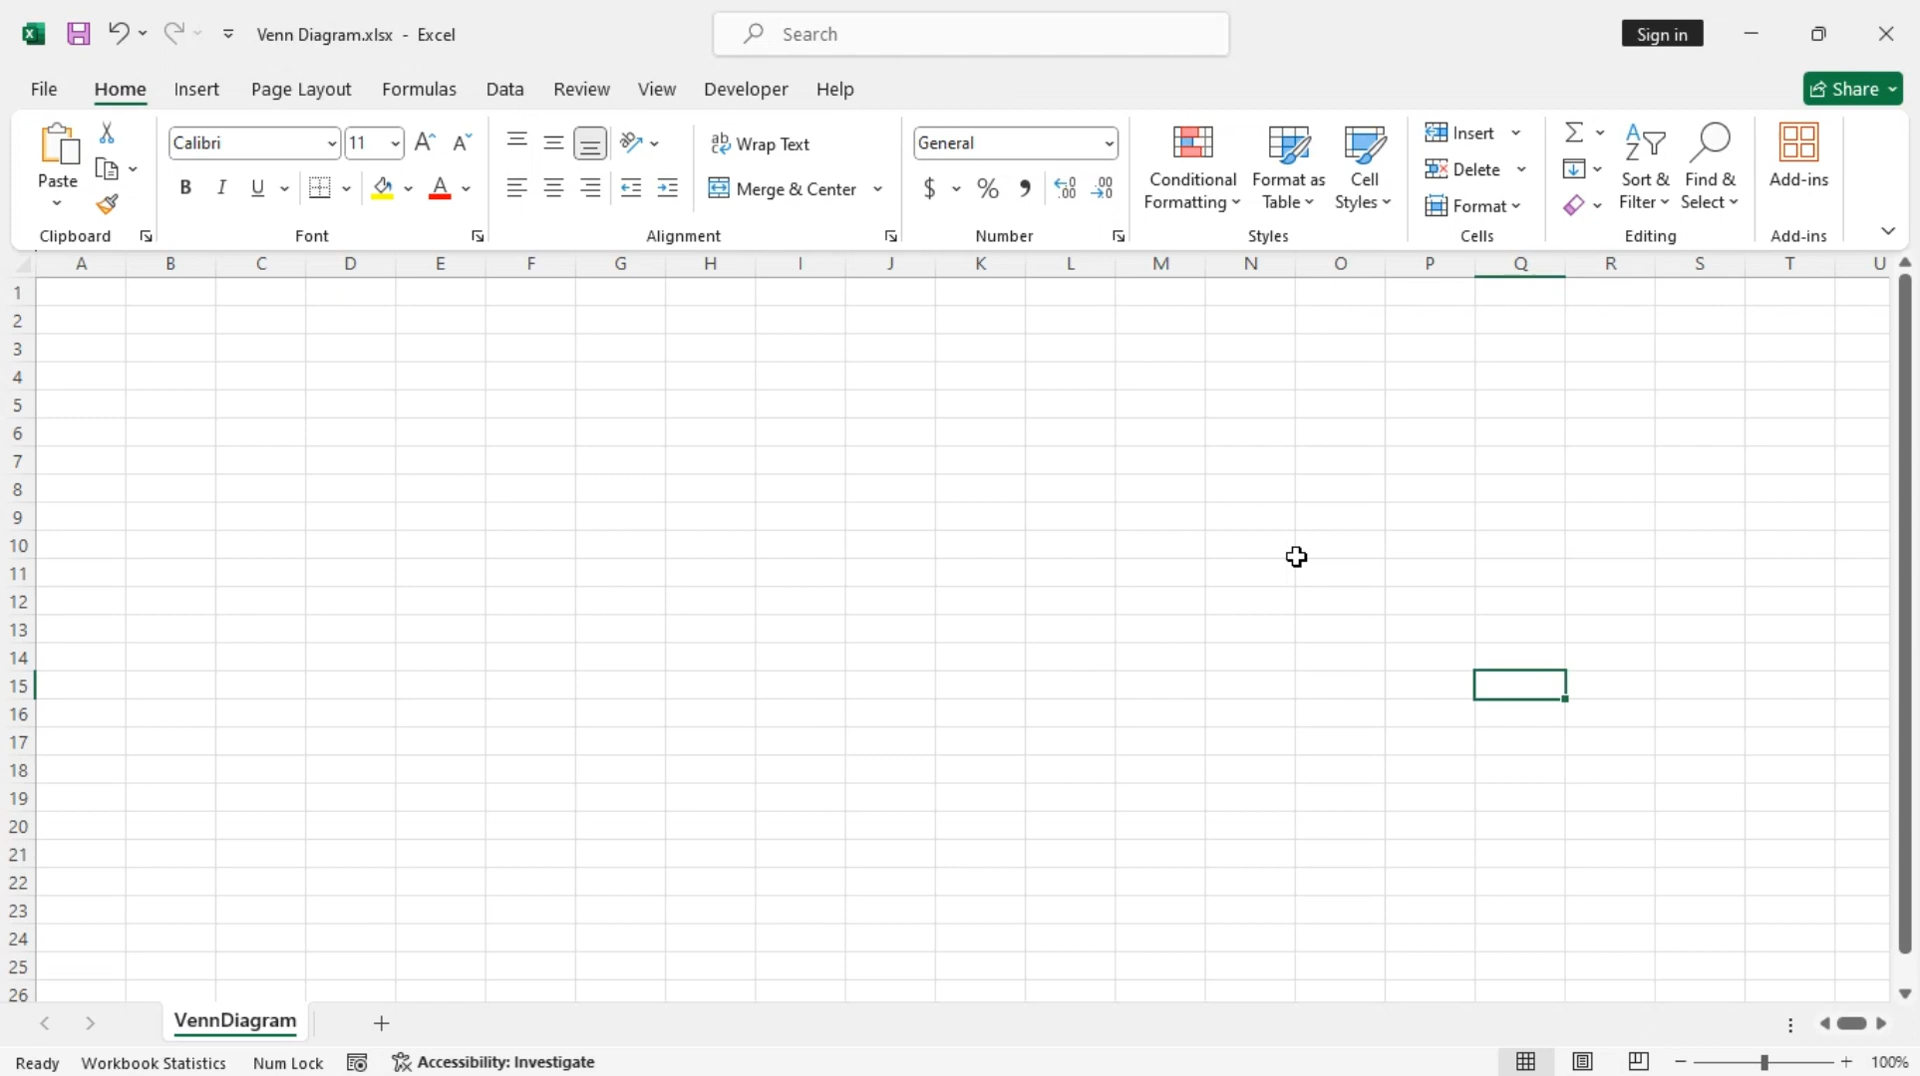 Venn Diagram.xlsx - Excel
Search
Sign in
File Home Insert Page Layout Formulas Data Review View Developer Help
Share
Paste
Clipboard
Calibri 11
B I U A
Font
Wrap Text
Merge & Center
Alignment
General
$ % 9
Number
Conditional Formatting
Format as Table
Cell Styles
Styles
Insert
Delete
Format
Cells
Sort & Filter
Find & Select
Editing
Add-ins
Add-ins
A B C D E F G H I J K L M N O P Q R S T U
1
2
3
4
5
6
7
8
9
10
11
12
13
14
15
16
17
18
19
20
21
22
23
24
25
26
VennDiagram
Ready Workbook Statistics Num Lock Accessibility: Investigate 100%